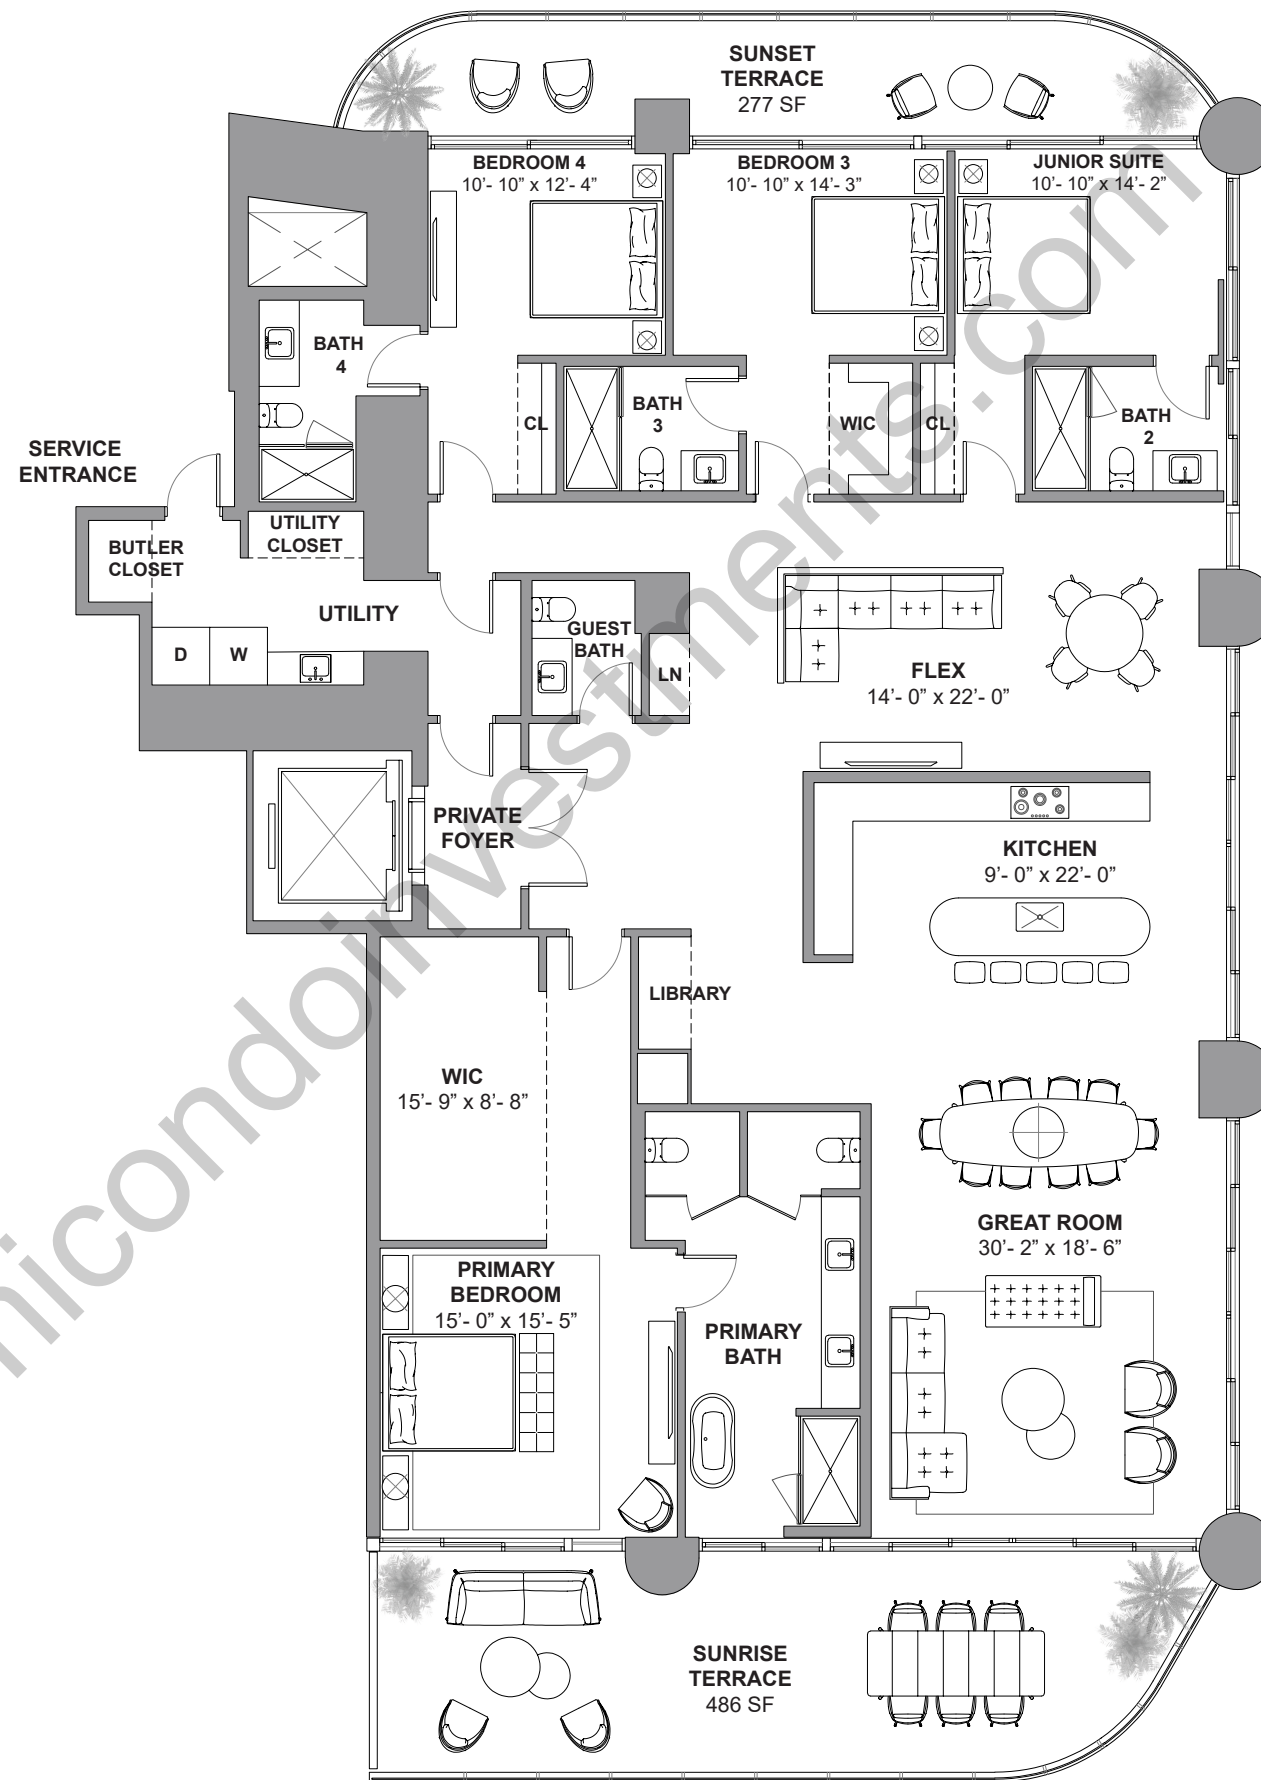 SUNSET
TERRACE
277 SF
BEDROOM 4
10'- 10” x 12'- 4”
BEDROOM 3
10'- 10” x 14'- 3”
JUNIOR SUITE
10'- 10” x 14'- 2”
BATH
4
CL
BATH
3
WIC
CL
BATH
2
SERVICE
ENTRANCE
UTILITY
CLOSET
BUTLER
CLOSET
UTILITY
GUEST
BATH
D
W
LN
FLEX
14'- 0” x 22'- 0”
PRIVATE
FOYER
KITCHEN
9'- 0” x 22'- 0”
LIBRARY
WIC
15'- 9” x 8'- 8”
GREAT ROOM
30'- 2” x 18'- 6”
PRIMARY
BEDROOM
15'- 0” x 15'- 5”
PRIMARY
BATH
SUNRISE
TERRACE
486 SF
micondoinvestments.com